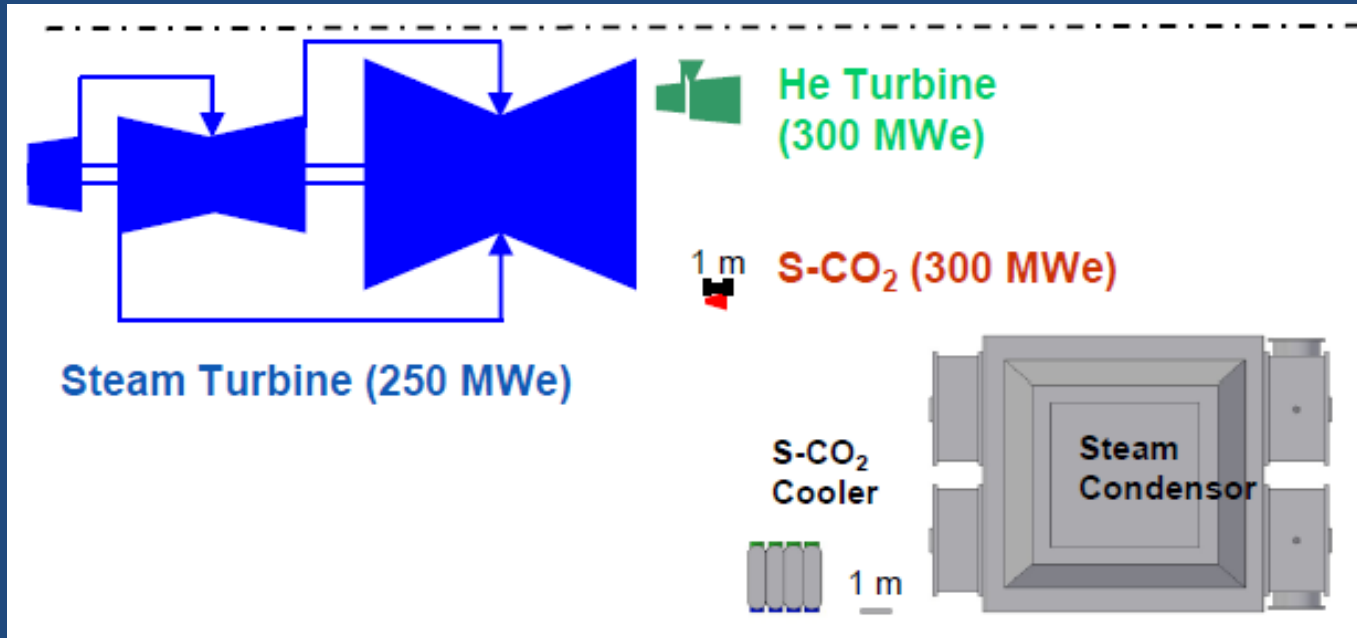 He Turbine
(300 MWe)
1 m
S-CO₂ (300 MWe)
Steam Turbine (250 MWe)
S-CO₂
Cooler
Steam
Condensor
1 m